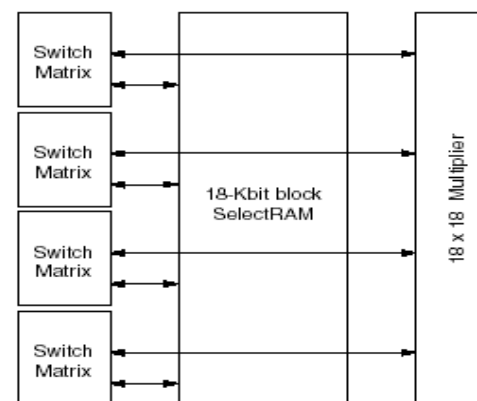 Switch
Matrix
Switch
Matrix
18-Kbit block
SelectRAM
18 x 18 Multiplier
Switch
Matrix
Switch
Matrix